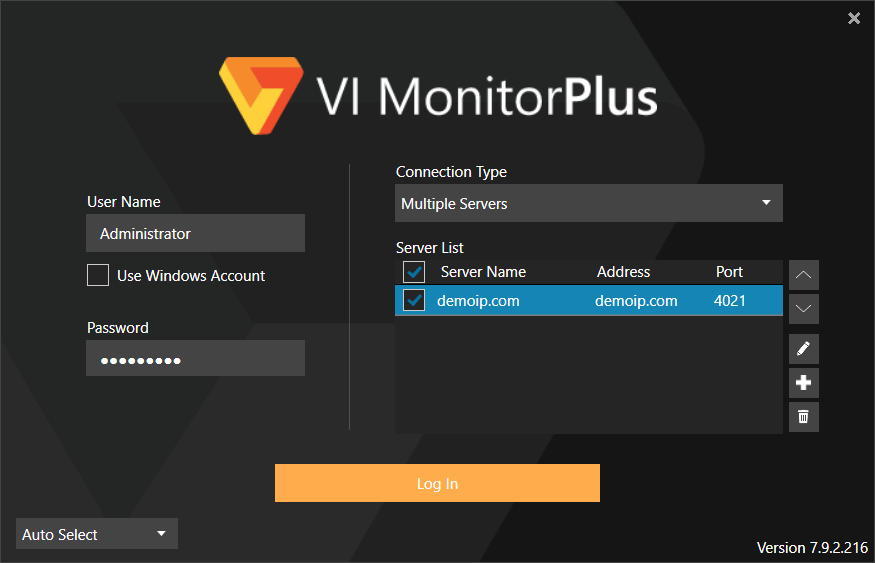 VI MonitorPlus
User Name
Administrator
Use Windows Account
Password
●●●●●●●●●
Connection Type
Multiple Servers
Server List
Server Name Address Port
demoip.com demoip.com 4021
Log In
Auto Select
Version 7.9.2.216